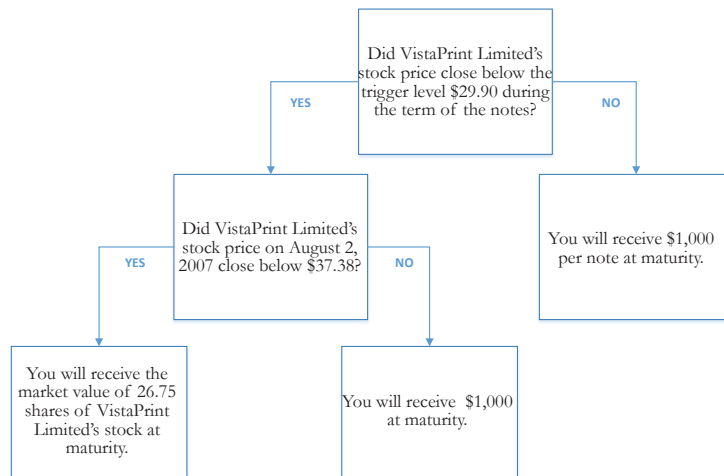 Did VistaPrint Limited's
stock price close below the
trigger level $29.90 during
the term of the notes?
YES
NO
Did VistaPrint Limited's
stock price on August 2,
2007 close below $37.38?
You will receive $1,000
per note at maturity.
YES
NO
You will receive the
market value of 26.75
shares of VistaPrint
Limited's stock at
maturity.
You will receive $1,000
at maturity.